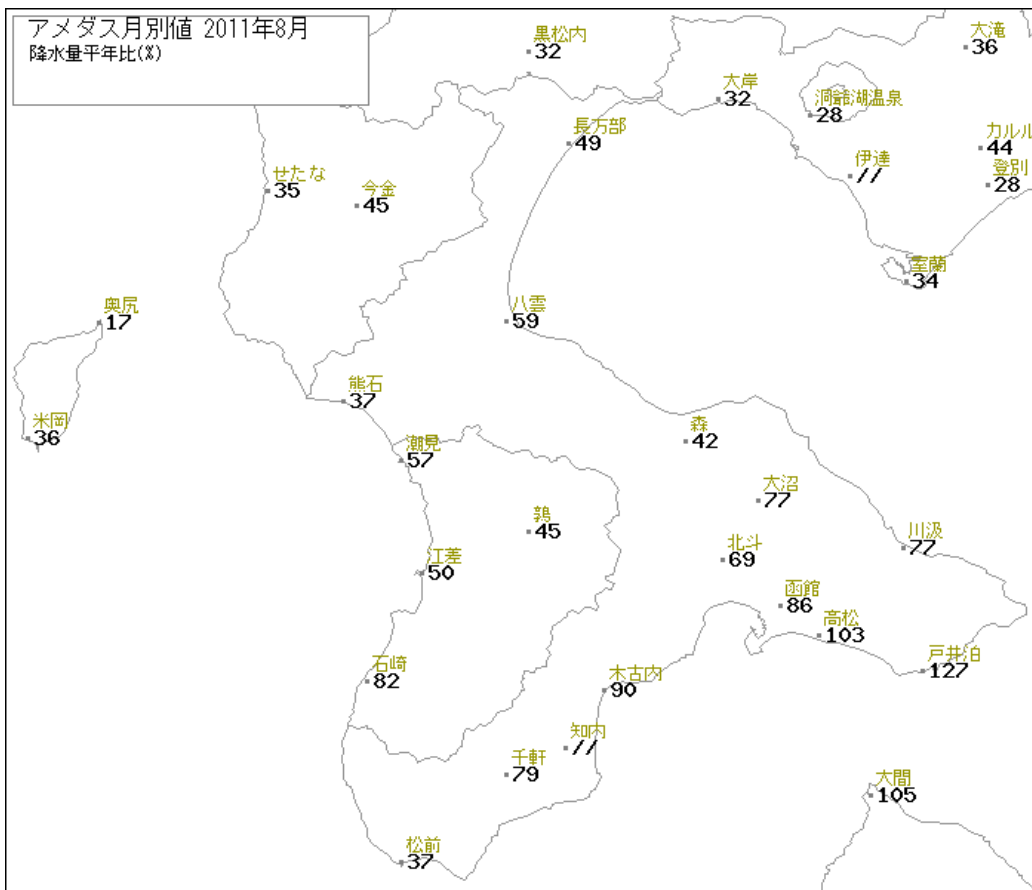 アメダス月別値 2011年8月
降水量平年比(%)
黒松内
32
大滝
36
大岸
32
洞爺湖温泉
28
長万部
49
カルル
44
伊達
//
登別
28
せたな
35
今金
45
室蘭
34
奥尻
17
八雲
59
熊石
37
米岡
36
森
42
潮見
57
大沼
77
鶉
45
川汲
77
北斗
69
江差
50
函館
86
高松
103
戸井泊
127
石崎
82
木古内
90
知内
//
千軒
79
大間
105
松前
37